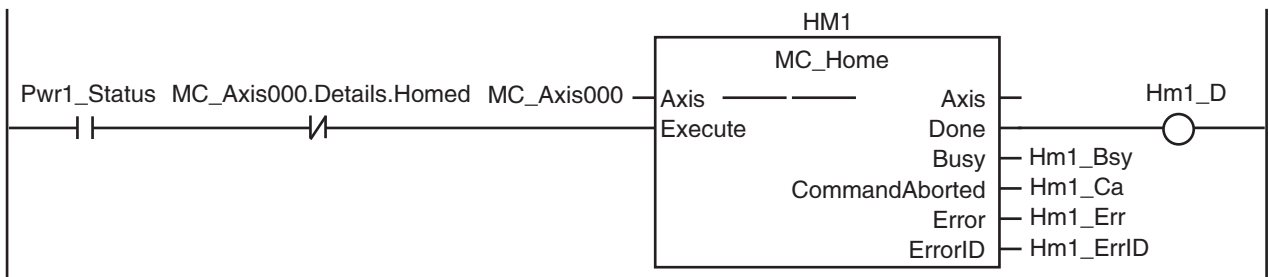 HM1
MC_Home
Pwr1_Status MC_Axis000.Details.Homed MC_Axis000 Axis Axis Hm1_D
Execute Done
Busy Hm1_Bsy
CommandAborted Hm1_Ca
Error Hm1_Err
ErrorID Hm1_ErrID